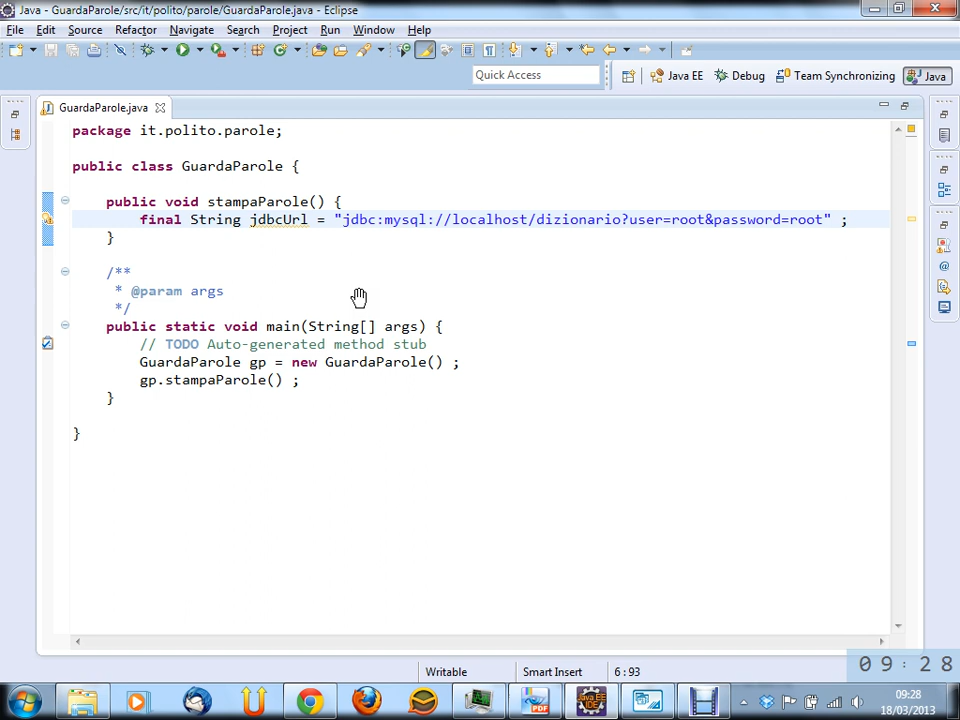 Java - GuardaParole/src/it/polito/parole/GuardaParole.java - Eclipse
File Edit Source Refactor Navigate Search Project Run Window Help
Quick Access
Java EE
Debug
Team Synchronizing
Java
GuardaParole.java
package it.polito.parole;
public class GuardaParole {
public void stampaParole() {
final String jdbcUrl = "jdbc:mysql://localhost/dizionario?user=root&password=root" ;
}
/**
* @param args
*/
public static void main(String[] args) {
// TODO Auto-generated method stub
GuardaParole gp = new GuardaParole() ;
gp.stampaParole() ;
}
}
Writable
Smart Insert
6 : 93
09:28
PDF
Java EE
IDE
09:28
18/03/2013